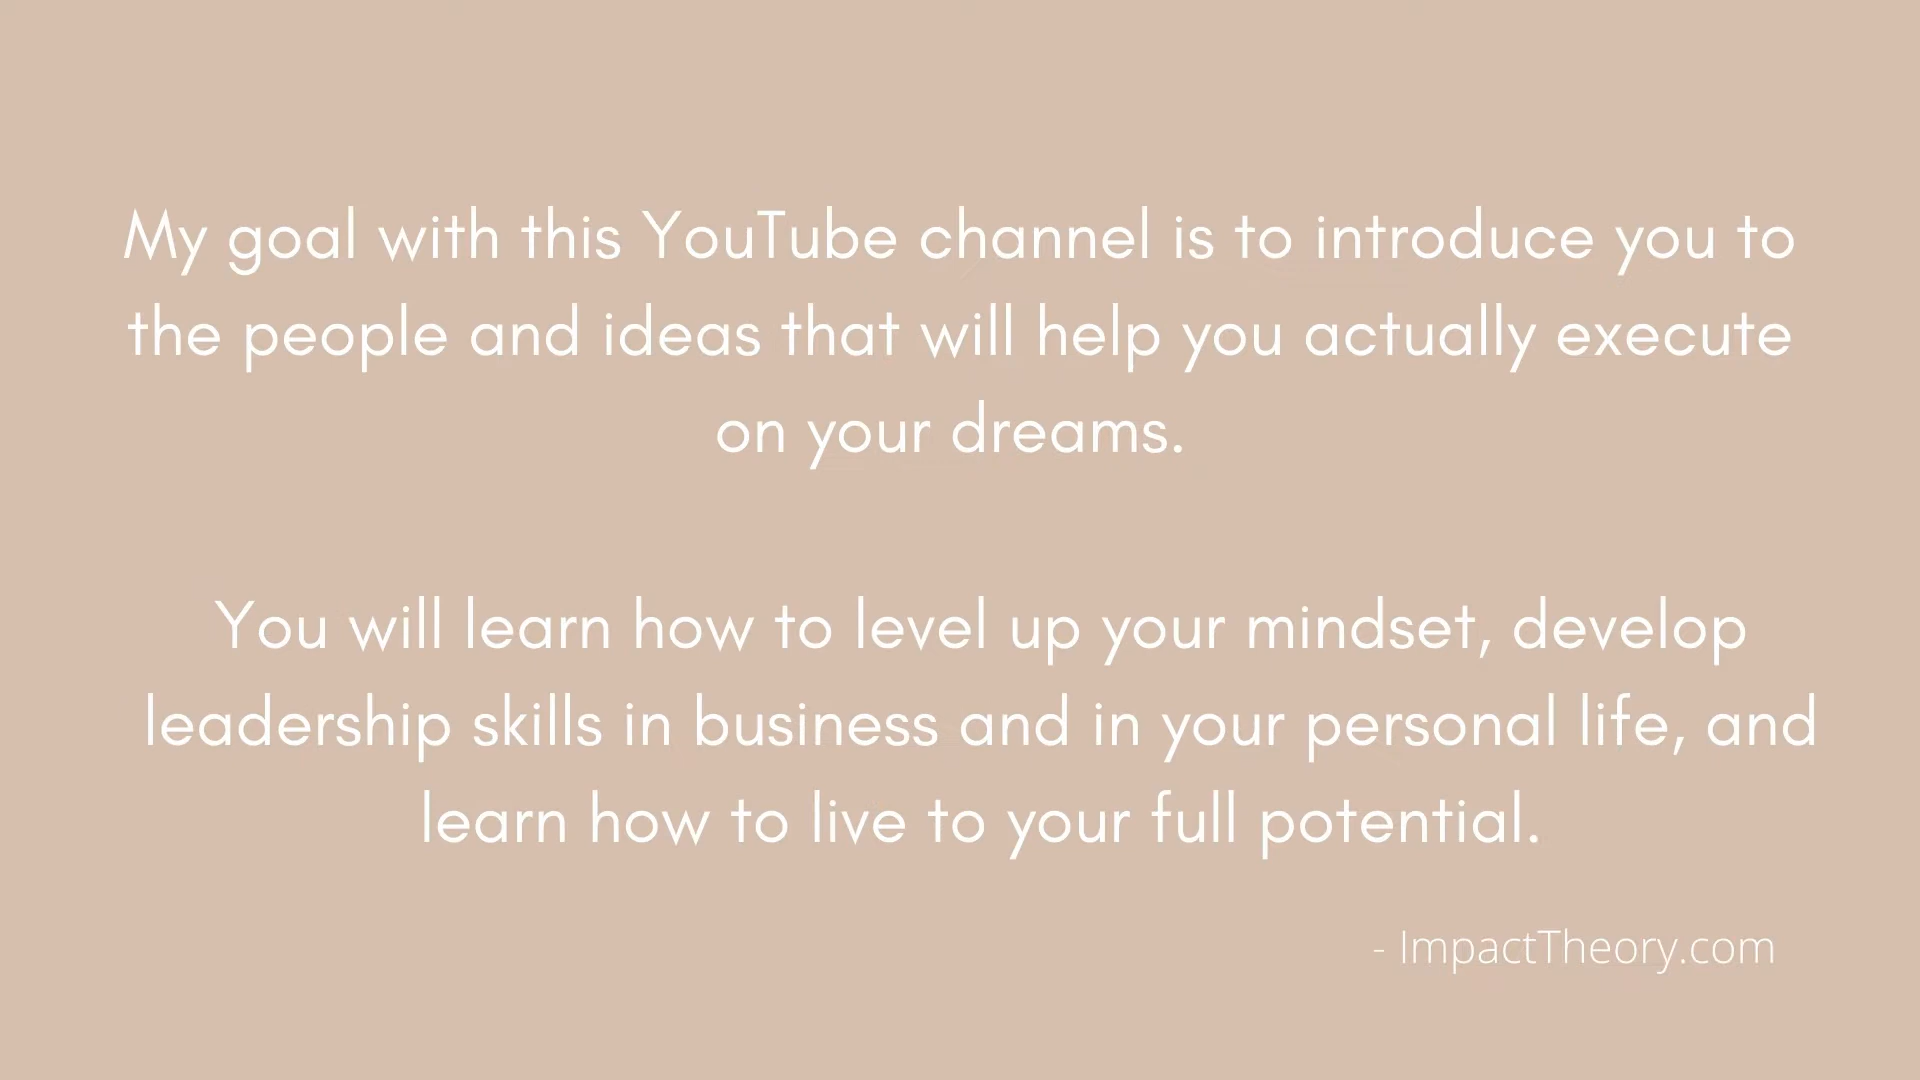 My goal with this YouTube channel is to introduce you to
the people and ideas that will help you actually execute
on your dreams.
You will learn how to level up your mindset, develop
leadership skills in business and in your personal life, and
learn how to live to your full potential.
- ImpactTheory.com